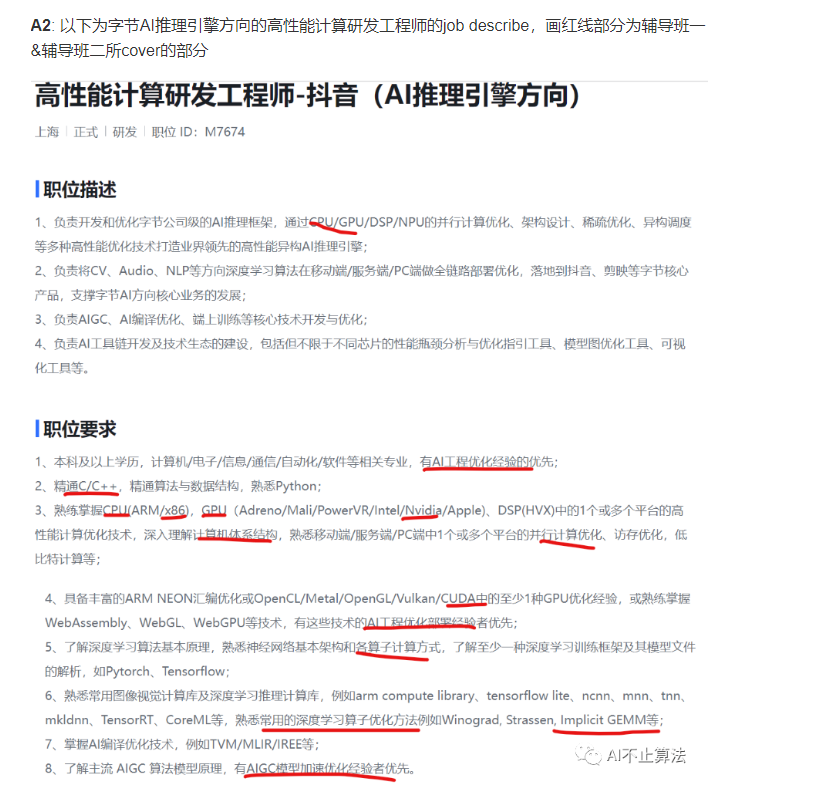 A2: 以下为字节AI推理引擎方向的高性能计算研发工程师的job describe，画红线部分为辅导班一
&辅导班二所cover的部分
高性能计算研发工程师-抖音（AI推理引擎方向）
上海 | 正式 | 研发 | 职位 ID：M7674
职位描述
1、负责开发和优化字节公司级的AI推理框架，通过CPU/GPU/DSP/NPU的并行计算优化、架构设计、稀疏优化、异构调度
等多种高性能优化技术打造业界领先的高性能异构AI推理引擎；
2、负责将CV、Audio、NLP等方向深度学习算法在移动端/服务端/PC端做全链路部署优化，落地到抖音、剪映等字节核心
产品，支撑字节AI方向核心业务的发展；
3、负责AIGC、AI编译优化、端上训练等核心技术开发与优化；
4、负责AI工具链开发及技术生态的建设，包括但不限于不同芯片的性能瓶颈分析与优化指引工具、模型图优化工具、可视
化工具等。
职位要求
1、本科及以上学历，计算机/电子/信息/通信/自动化/软件等相关专业，有AI工程优化经验的优先；
2、精通C/C++，精通算法与数据结构，熟悉Python；
3、熟练掌握CPU(ARM/x86)，GPU（Adreno/Mali/PowerVR/Intel/Nvidia/Apple)、DSP(HVX)中的1个或多个平台的高
性能计算优化技术，深入理解计算机体系结构，熟悉移动端/服务端/PC端中1个或多个平台的并行计算优化、访存优化，低
比特计算等；
4、具备丰富的ARM NEON汇编优化或OpenCL/Metal/OpenGL/Vulkan/CUDA中的至少1种GPU优化经验，或熟练掌握
WebAssembly、WebGL、WebGPU等技术，有这些技术的AI工程优化部署经验者优先；
5、了解深度学习算法基本原理，熟悉神经网络基本架构和各算子计算方式，了解至少一种深度学习训练框架及其模型文件
的解析，如Pytorch、Tensorflow；
6、熟悉常用图像视觉计算库及深度学习推理计算库，例如arm compute library、tensorflow lite、ncnn、mnn、tnn、
mkldnn、TensorRT、CoreML等，熟悉常用的深度学习算子优化方法例如Winograd, Strassen, Implicit GEMM等；
7、掌握AI编译优化技术，例如TVM/MLIR/IREE等；
8、了解主流 AIGC 算法模型原理，有AIGC模型加速优化经验者优先。
AI不止算法